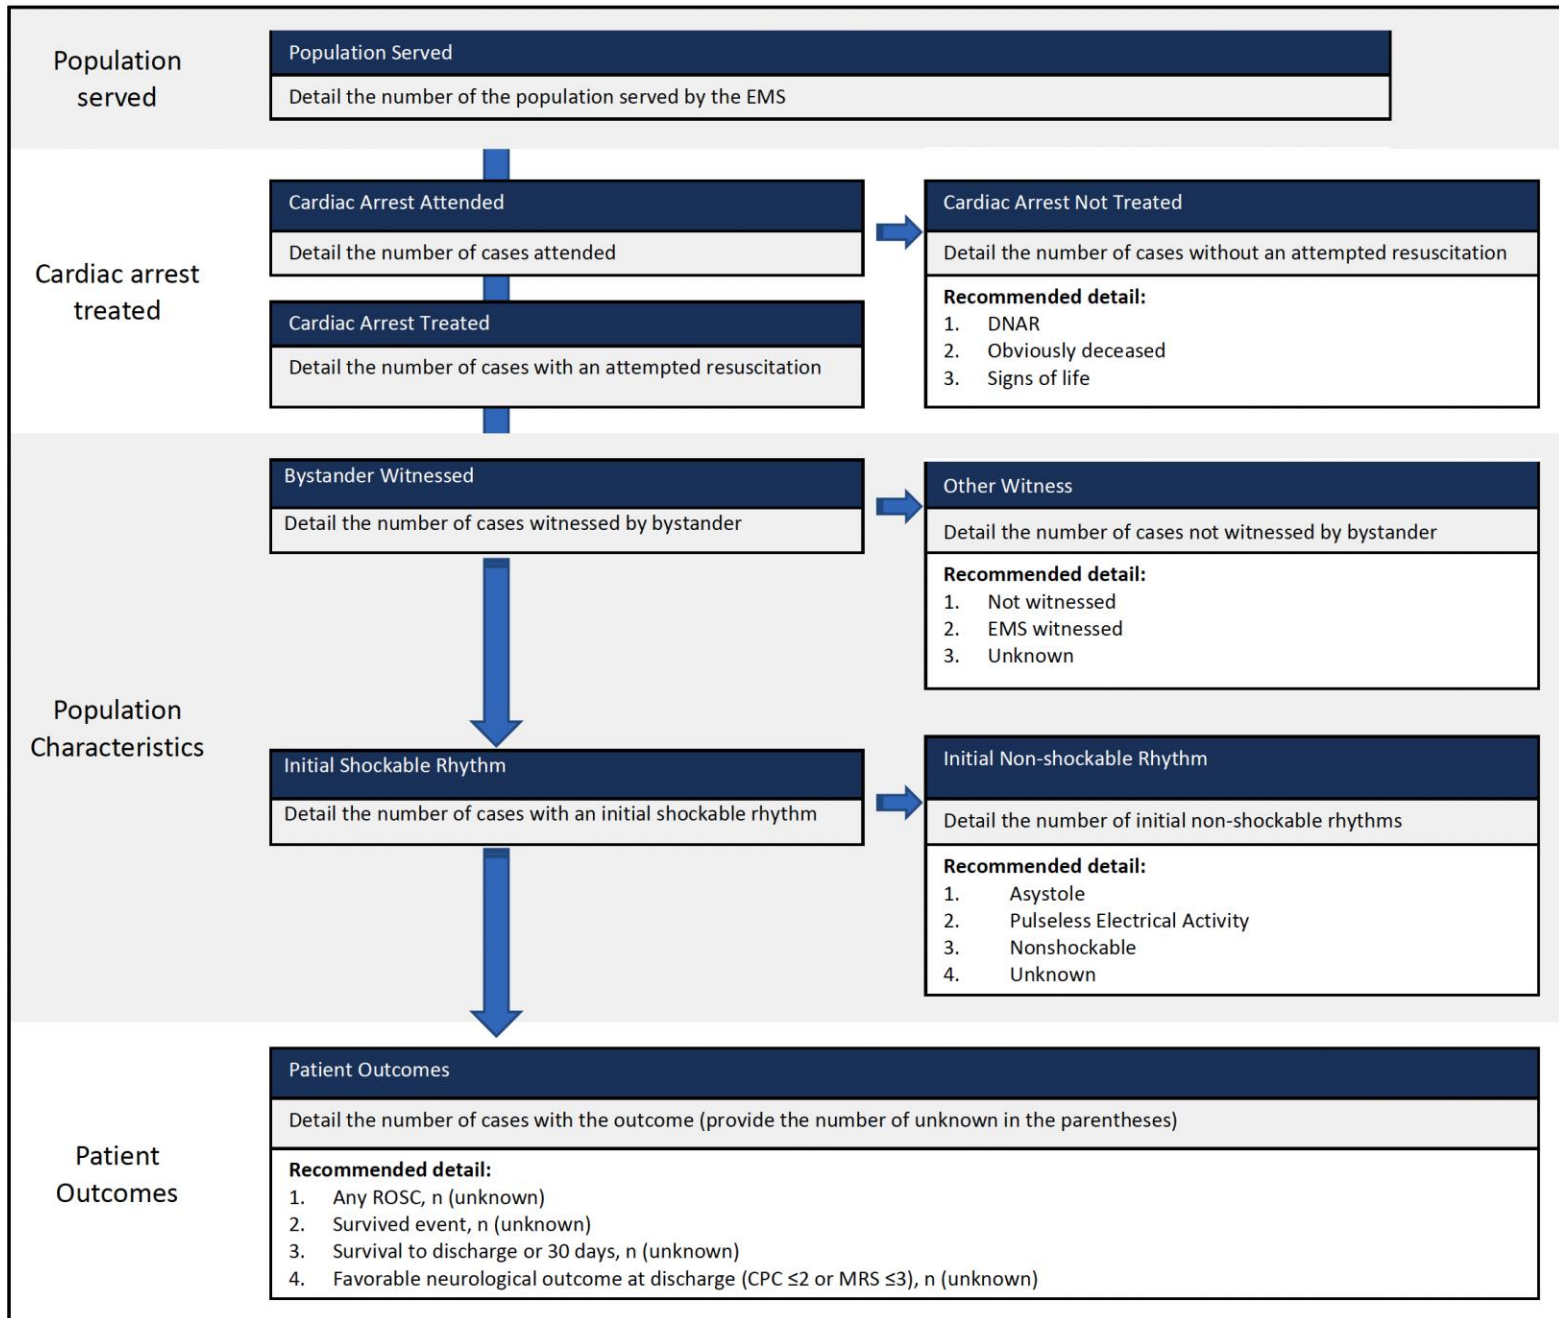 Population
served
Population Served
Detail the number of the population served by the EMS
Cardiac arrest
treated
Cardiac Arrest Attended
Detail the number of cases attended
Cardiac Arrest Not Treated
Detail the number of cases without an attempted resuscitation
Recommended detail:
1. DNAR
2. Obviously deceased
3. Signs of life
Cardiac Arrest Treated
Detail the number of cases with an attempted resuscitation
Population
Characteristics
Bystander Witnessed
Detail the number of cases witnessed by bystander
Other Witness
Detail the number of cases not witnessed by bystander
Recommended detail:
1. Not witnessed
2. EMS witnessed
3. Unknown
Initial Shockable Rhythm
Detail the number of cases with an initial shockable rhythm
Initial Non-shockable Rhythm
Detail the number of initial non-shockable rhythms
Recommended detail:
1. Asystole
2. Pulseless Electrical Activity
3. Nonshockable
4. Unknown
Patient
Outcomes
Patient Outcomes
Detail the number of cases with the outcome (provide the number of unknown in the parentheses)
Recommended detail:
1. Any ROSC, n (unknown)
2. Survived event, n (unknown)
3. Survival to discharge or 30 days, n (unknown)
4. Favorable neurological outcome at discharge (CPC ≤2 or MRS ≤3), n (unknown)